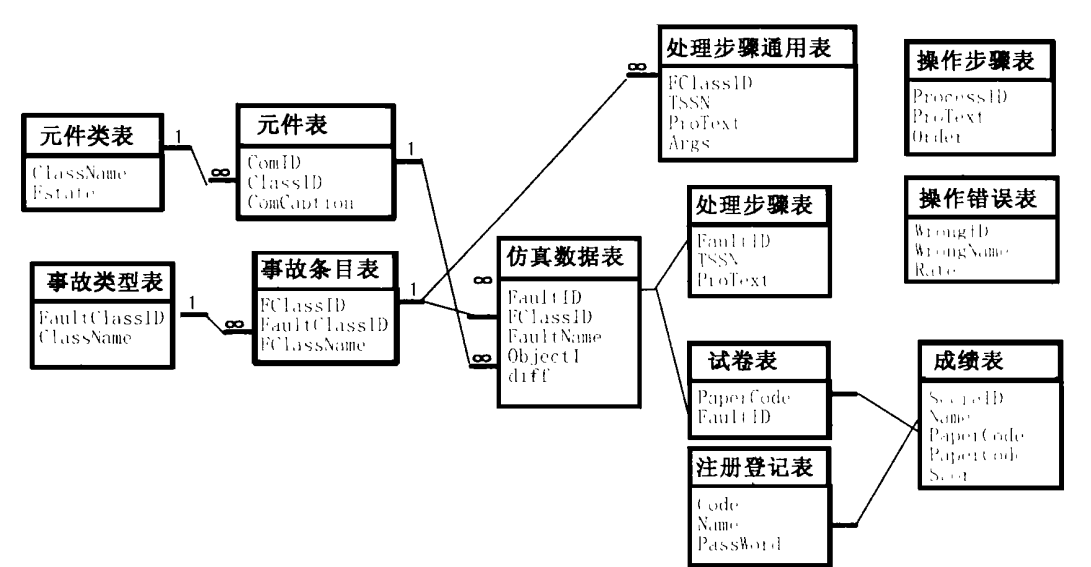 元件类表
ClassName
Estate
1
∞
元件表
ComID
ClassID
ComCaption
1
事故类型表
FaultClassID
ClassName
1
∞
事故条目表
FClassID
FaultClassID
FClassName
1
∞
∞
仿真数据表
FaultID
FClassID
FaultName
ObjectI
diff
∞
处理步骤通用表
FClassID
TSSN
ProText
Args
处理步骤表
FaultID
TSSN
ProText
试卷表
PaperCode
FaultID
注册登记表
Code
Name
PassWord
操作步骤表
ProcessID
ProText
Order
操作错误表
WrongID
WrongName
Rate
成绩表
Name
PaperCode